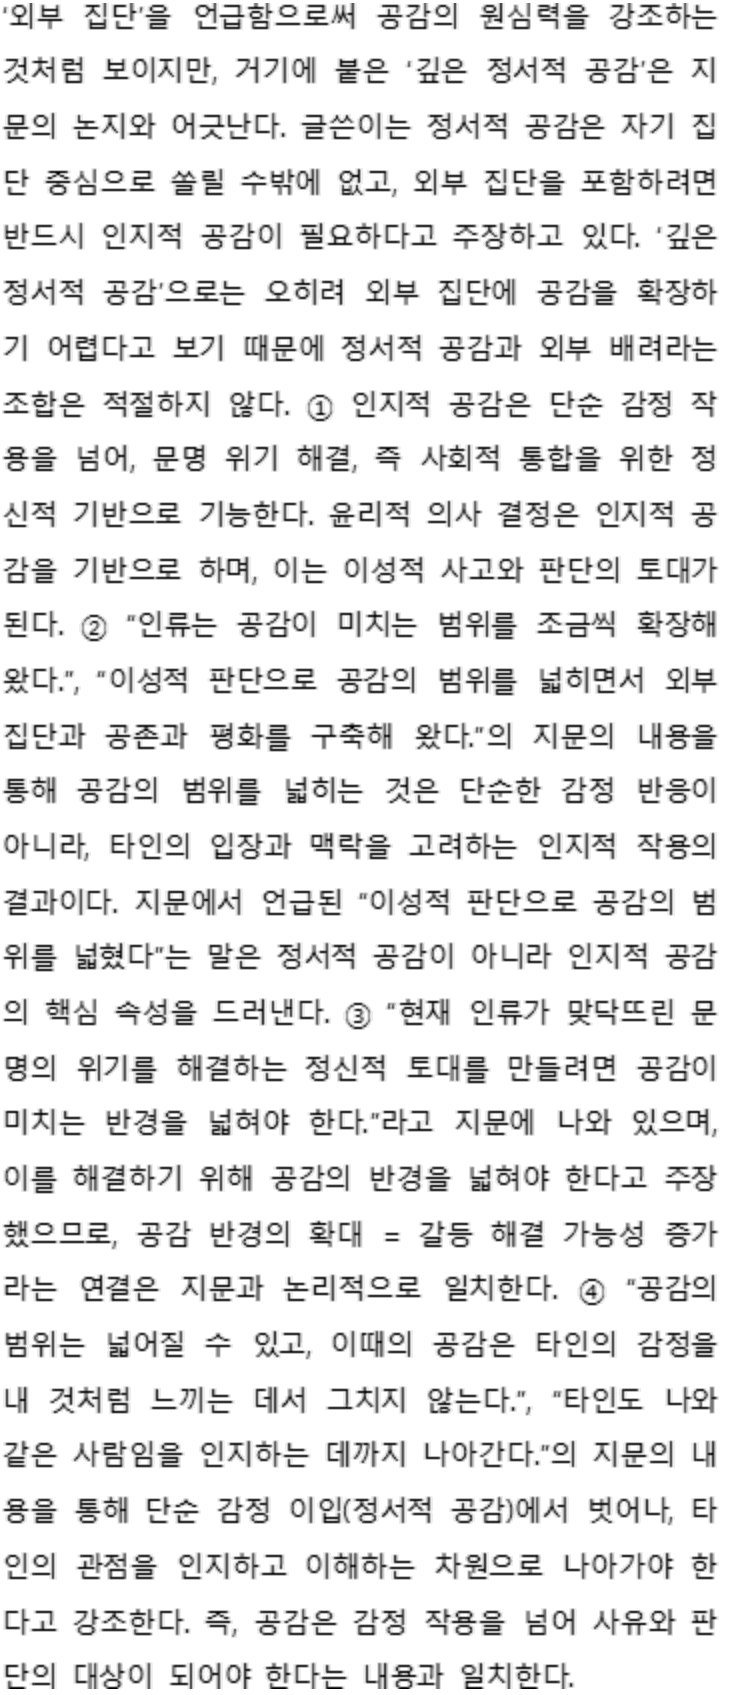 ‘외부 집단’을 언급함으로써 공감의 원심력을 강조하는
것처럼 보이지만, 거기에 붙은 ‘깊은 정서적 공감’은 지
문의 논지와 어긋난다. 글쓴이는 정서적 공감은 자기 집
단 중심으로 쏠릴 수밖에 없고, 외부 집단을 포함하려면
반드시 인지적 공감이 필요하다고 주장하고 있다. ‘깊은
정서적 공감’으로는 오히려 외부 집단에 공감을 확장하
기 어렵다고 보기 때문에 정서적 공감과 외부 배려라는
조합은 적절하지 않다. ① 인지적 공감은 단순 감정 작
용을 넘어, 문명 위기 해결, 즉 사회적 통합을 위한 정
신적 기반으로 기능한다. 윤리적 의사 결정은 인지적 공
감을 기반으로 하며, 이는 이성적 사고와 판단의 토대가
된다. ② “인류는 공감이 미치는 범위를 조금씩 확장해
왔다.”, “이성적 판단으로 공감의 범위를 넓히면서 외부
집단과 공존과 평화를 구축해 왔다.”의 지문의 내용을
통해 공감의 범위를 넓히는 것은 단순한 감정 반응이
아니라, 타인의 입장과 맥락을 고려하는 인지적 작용의
결과이다. 지문에서 언급된 “이성적 판단으로 공감의 범
위를 넓혔다”는 말은 정서적 공감이 아니라 인지적 공감
의 핵심 속성을 드러낸다. ③ “현재 인류가 맞닥뜨린 문
명의 위기를 해결하는 정신적 토대를 만들려면 공감이
미치는 반경을 넓혀야 한다.”라고 지문에 나와 있으며,
이를 해결하기 위해 공감의 반경을 넓혀야 한다고 주장
했으므로, 공감 반경의 확대 = 갈등 해결 가능성 증가
라는 연결은 지문과 논리적으로 일치한다. ④ “공감의
범위는 넓어질 수 있고, 이때의 공감은 타인의 감정을
내 것처럼 느끼는 데서 그치지 않는다.”, “타인도 나와
같은 사람임을 인지하는 데까지 나아간다.”의 지문의 내
용을 통해 단순 감정 이입(정서적 공감)에서 벗어나, 타
인의 관점을 인지하고 이해하는 차원으로 나아가야 한
다고 강조한다. 즉, 공감은 감정 작용을 넘어 사유와 판
단의 대상이 되어야 한다는 내용과 일치한다.